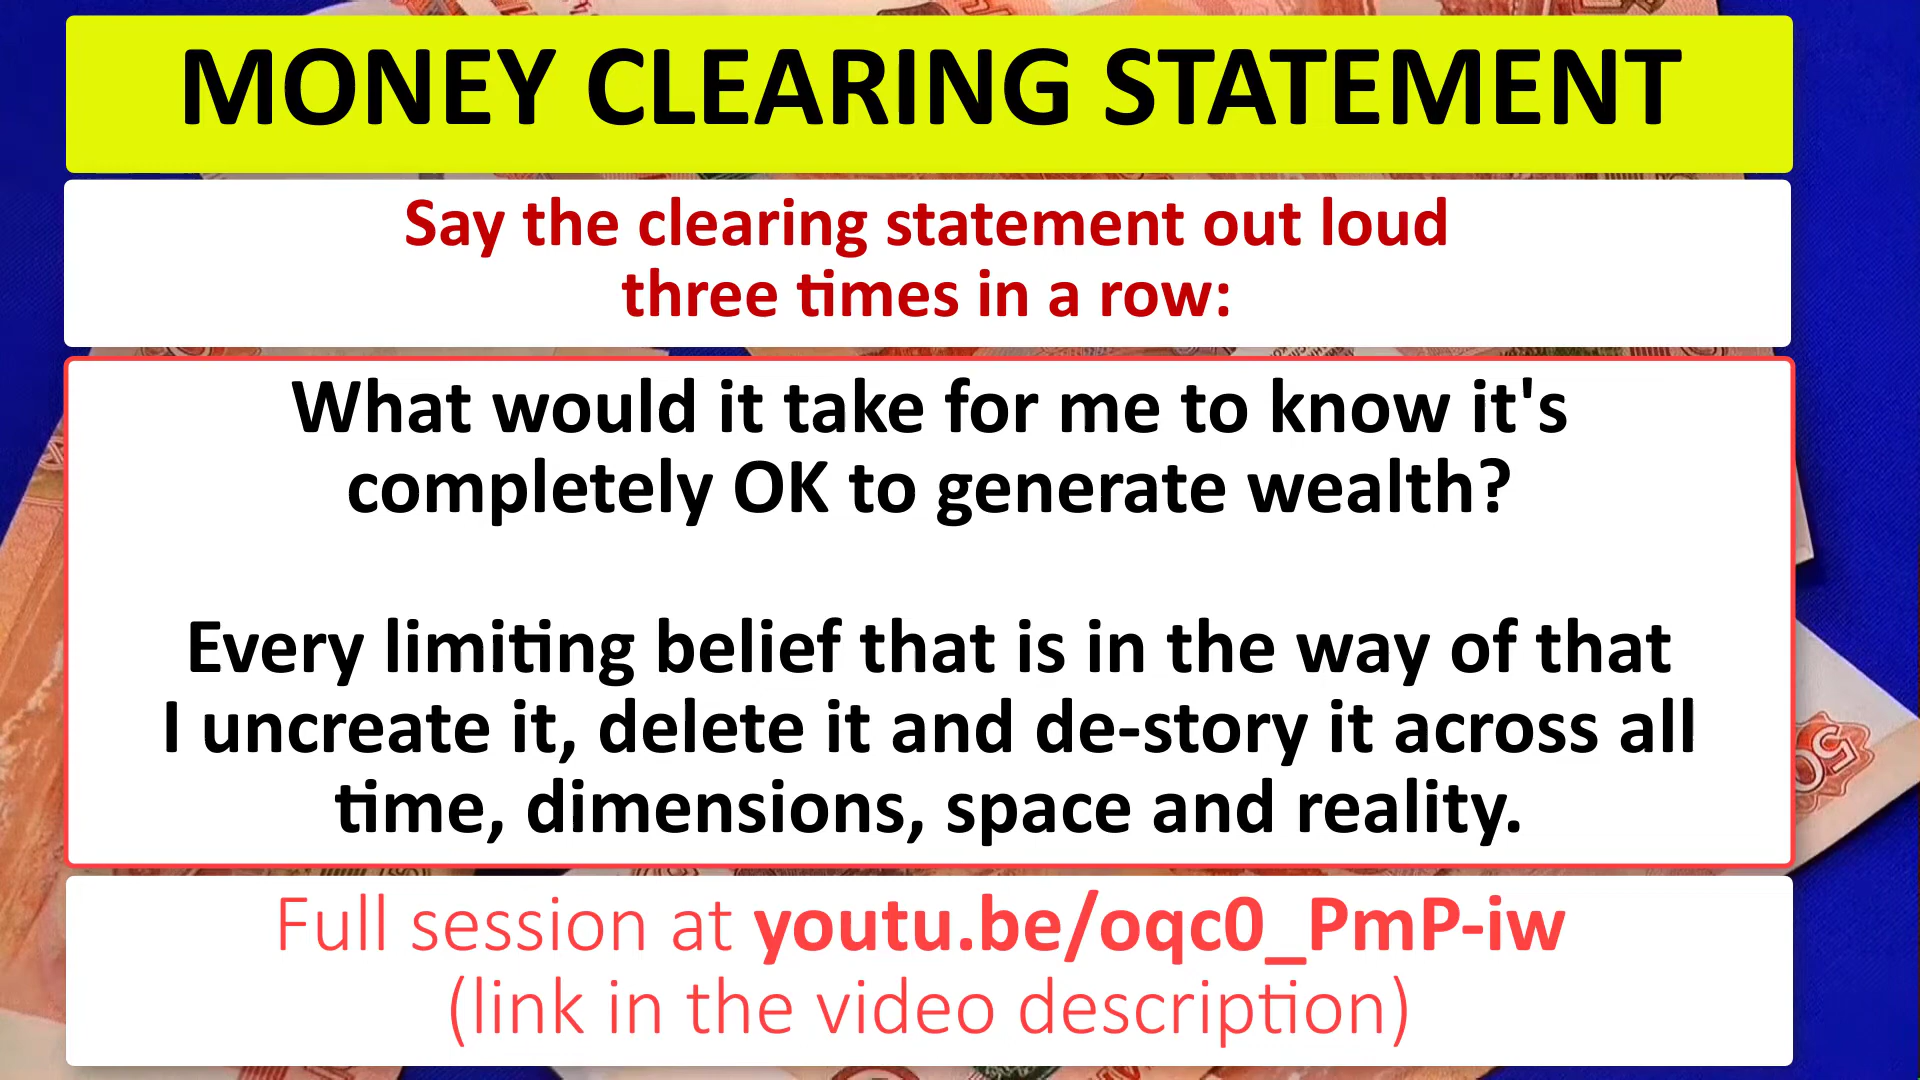 MONEY CLEARING STATEMENT
Say the clearing statement out loud
three times in a row:
What would it take for me to know it's
completely OK to generate wealth?
Every limiting belief that is in the way of that
I uncreate it, delete it and de-story it across all
time, dimensions, space and reality.
Full session at youtu.be/oqc0_PmP-iw
(link in the video description)